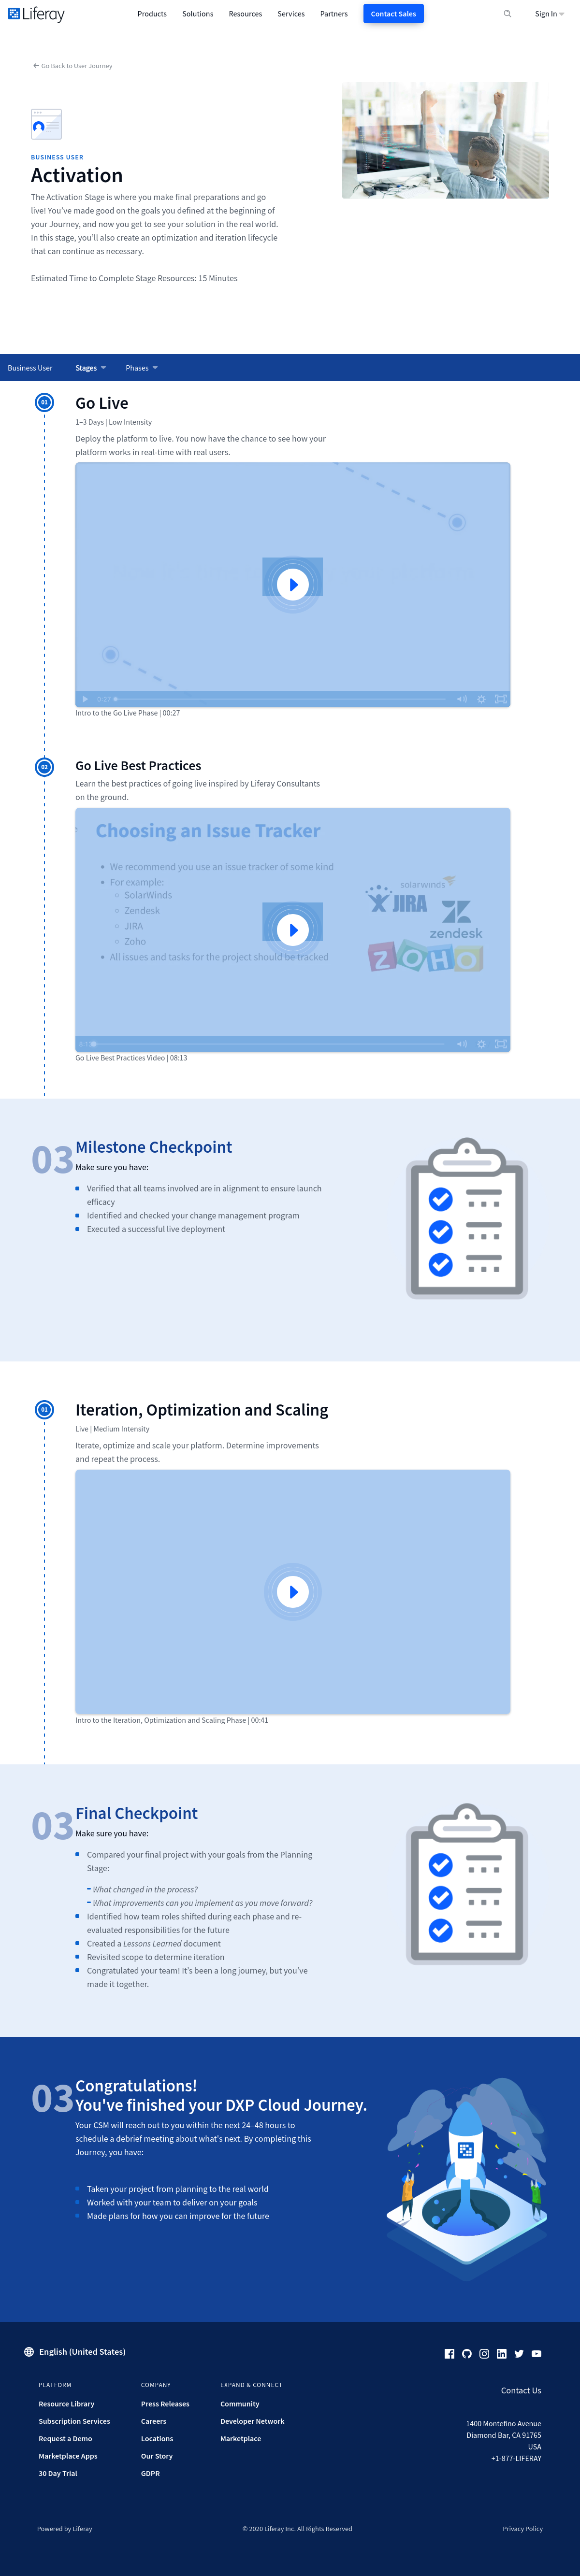 Liferay
Products Solutions Resources Services Partners Contact Sales Sign In
Go Back to User Journey
BUSINESS USER
Activation
The Activation Stage is where you make final preparations and go
live! You've made good on the goals you defined at the beginning of
your Journey, and now you get to see your solution in the real world.
In this stage, you'll also create an optimization and iteration lifecycle
that can continue as necessary.
Estimated Time to Complete Stage Resources: 15 Minutes
Business User Stages Phases
01
Go Live
1–3 Days | Low Intensity
Deploy the platform to live. You now have the chance to see how your
platform works in real-time with real users.
0:27
Intro to the Go Live Phase | 00:27
02
Go Live Best Practices
Learn the best practices of going live inspired by Liferay Consultants
on the ground.
Choosing an Issue Tracker
We recommend you use an issue tracker of some kind
For example:
SolarWinds
Zendesk
JIRA
Zoho
All issues and tasks for the project should be tracked
solarwinds
JIRA
zendesk
ZOHO
Go Live Best Practices Video | 08:13
03
Milestone Checkpoint
Make sure you have:
Verified that all teams involved are in alignment to ensure launch
efficacy
Identified and checked your change management program
Executed a successful live deployment
01
Iteration, Optimization and Scaling
Live | Medium Intensity
Iterate, optimize and scale your platform. Determine improvements
and repeat the process.
Intro to the Iteration, Optimization and Scaling Phase | 00:41
03
Final Checkpoint
Make sure you have:
Compared your final project with your goals from the Planning
Stage:
What changed in the process?
What improvements can you implement as you move forward?
Identified how team roles shifted during each phase and re-
evaluated responsibilities for the future
Created a Lessons Learned document
Revisited scope to determine iteration
Congratulated your team! It's been a long journey, but you've
made it together.
03
Congratulations!
You've finished your DXP Cloud Journey.
Your CSM will reach out to you within the next 24–48 hours to
schedule a debrief meeting about what's next. By completing this
Journey, you have:
Taken your project from planning to the real world
Worked with your team to deliver on your goals
Made plans for how you can improve for the future
English (United States)
PLATFORM
Resource Library
Subscription Services
Request a Demo
Marketplace Apps
30 Day Trial
COMPANY
Press Releases
Careers
Locations
Our Story
GDPR
EXPAND & CONNECT
Community
Developer Network
Marketplace
Contact Us
1400 Montefino Avenue
Diamond Bar, CA 91765
USA
+1-877-LIFERAY
Powered by Liferay
© 2020 Liferay Inc. All Rights Reserved
Privacy Policy